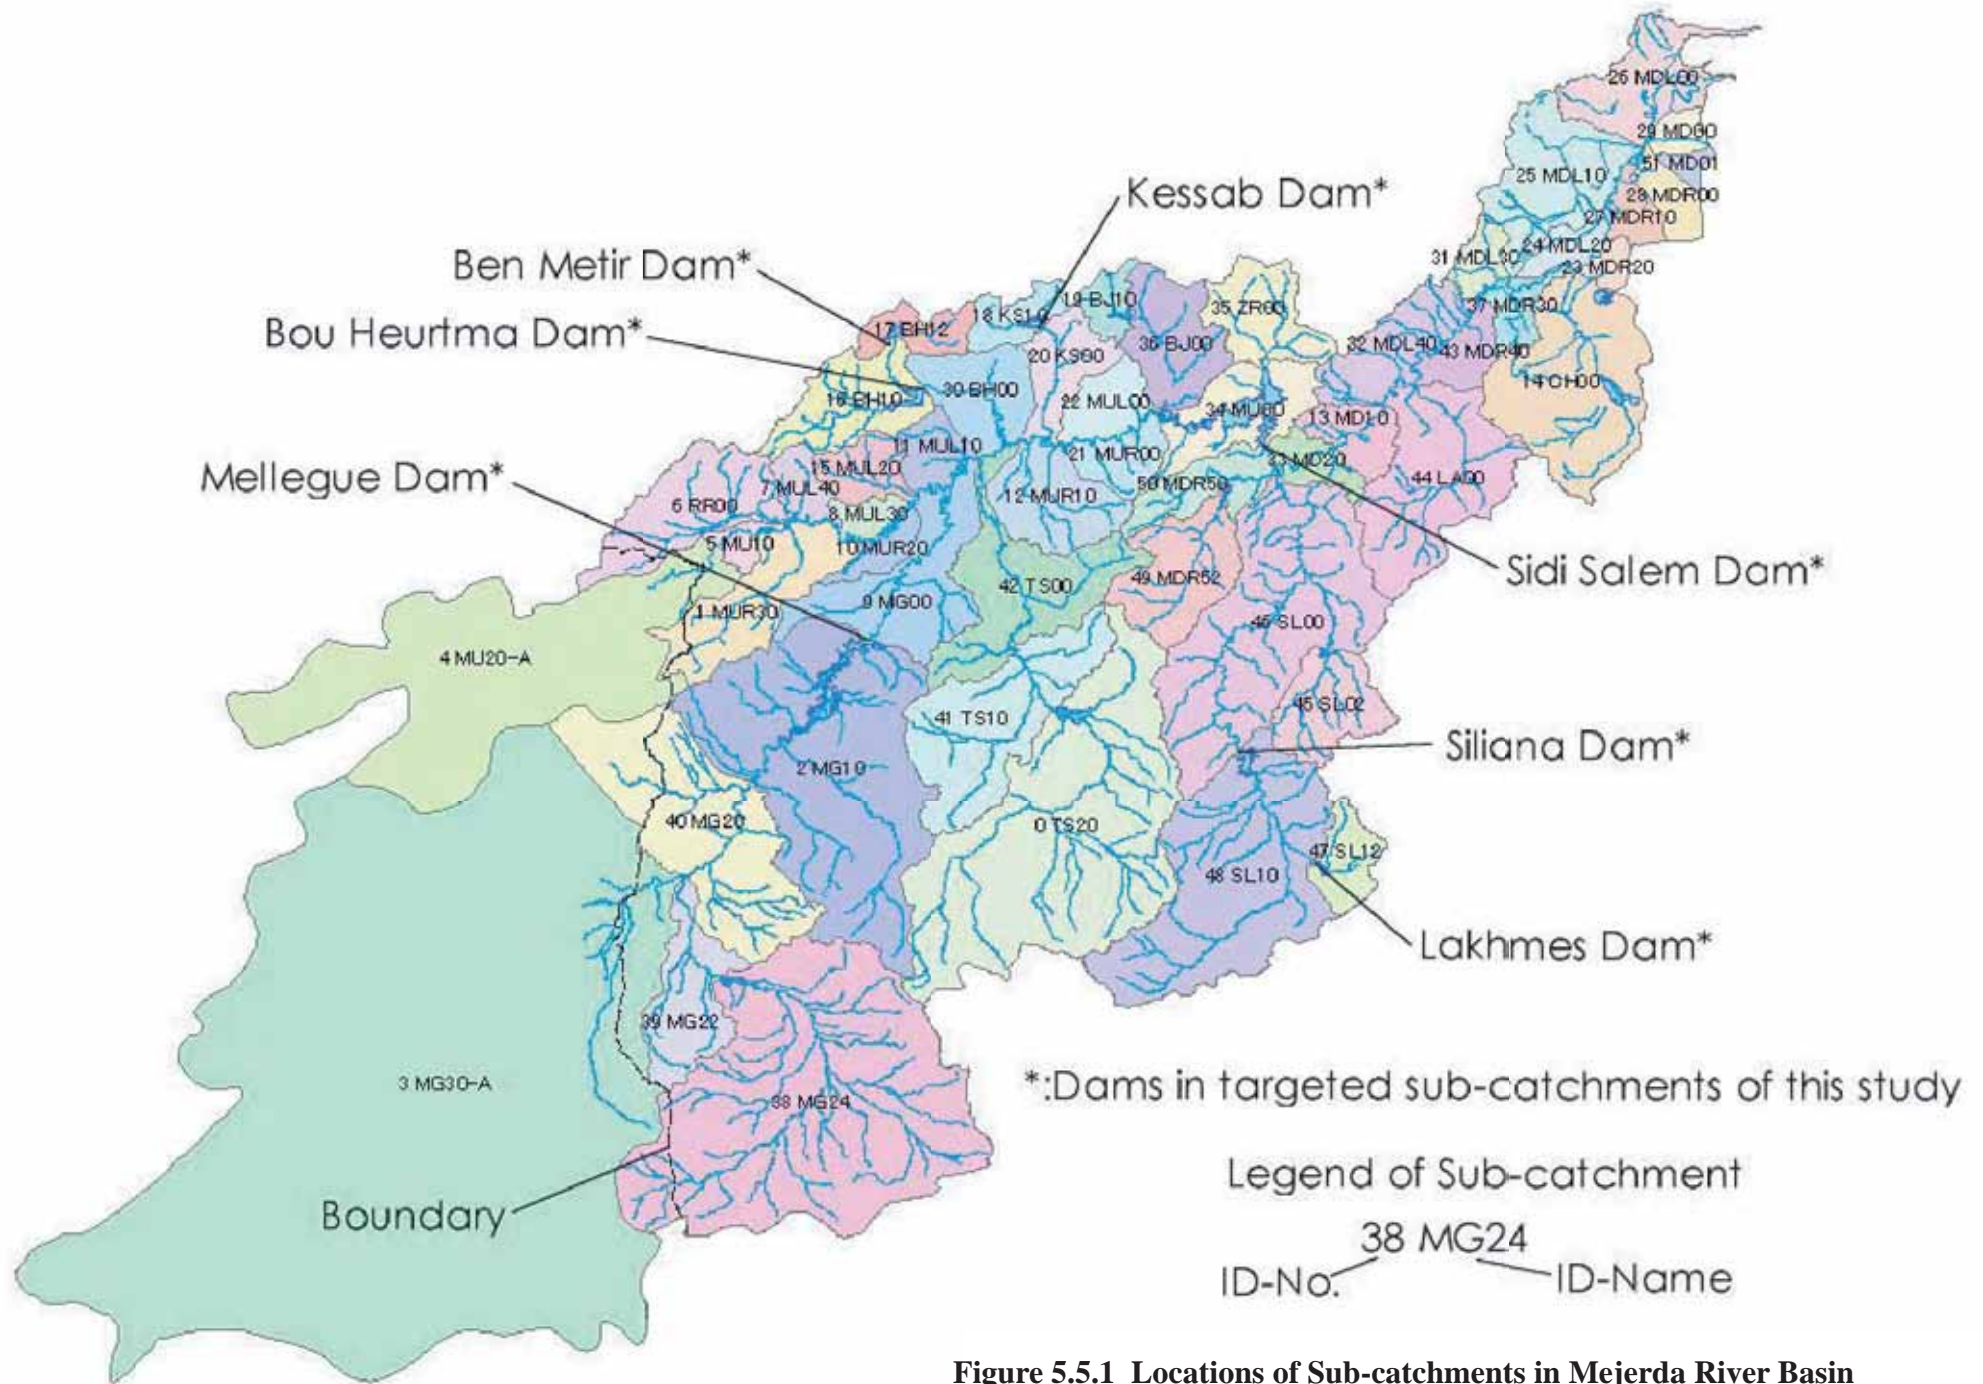 26 MDL00
29 MD00
51 MD01
25 MDL10
28 MDR00
27 MDR10
24 MDL20
31 MDL30
23 MDR20
Kessab Dam*
Ben Metir Dam*
Bou Heurtma Dam*
19 BJ10
18 KS10
35 ZR00
37 MDR30
17 BH12
36 BJ00
32 MDL40
43 MDR40
20 KS00
14 CH00
30 BH00
16 BH10
22 MUL00
34 MU00
13 MD10
11 MUL10
21 MUR00
33 MD20
15 MUL20
44 LA00
Mellegue Dam*
7 MUL40
50 MDR50
12 MUR10
6 RR00
8 MUL30
5 MU10
10 MUR20
Sidi Salem Dam*
49 MDR52
42 TS00
9 MG00
1 MUR30
46 SL00
4 MU20-A
45 SL02
41 TS10
Siliana Dam*
2 MG10
40 MG20
0 TS20
47 SL12
48 SL10
Lakhmes Dam*
39 MG22
3 MG30-A
38 MG24
*:Dams in targeted sub-catchments of this study
Boundary
Legend of Sub-catchment
38 MG24
ID-No.
ID-Name
Figure 5.5.1 Locations of Sub-catchments in Mejerda River Basin